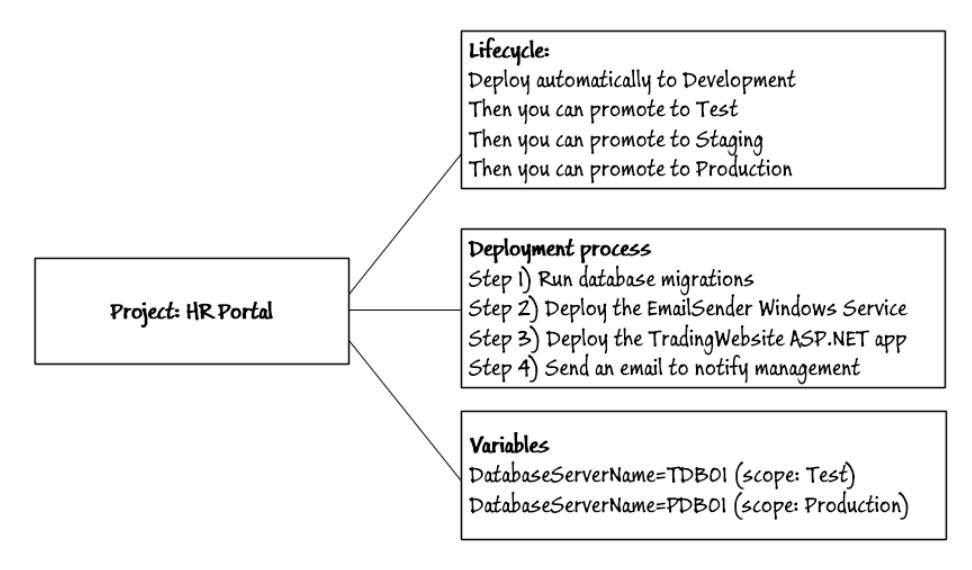 Project: HR Portal
Lifecycle:
Deploy automatically to Development
Then you can promote to Test
Then you can promote to Staging
Then you can promote to Production
Deployment process
Step 1) Run database migrations
Step 2) Deploy the EmailSender Windows Service
Step 3) Deploy the TradingWebsite ASP.NET app
Step 4) Send an email to notify management
Variables
DatabaseServerName=TDB01 (scope: Test)
DatabaseServerName=PDB01 (scope: Production)